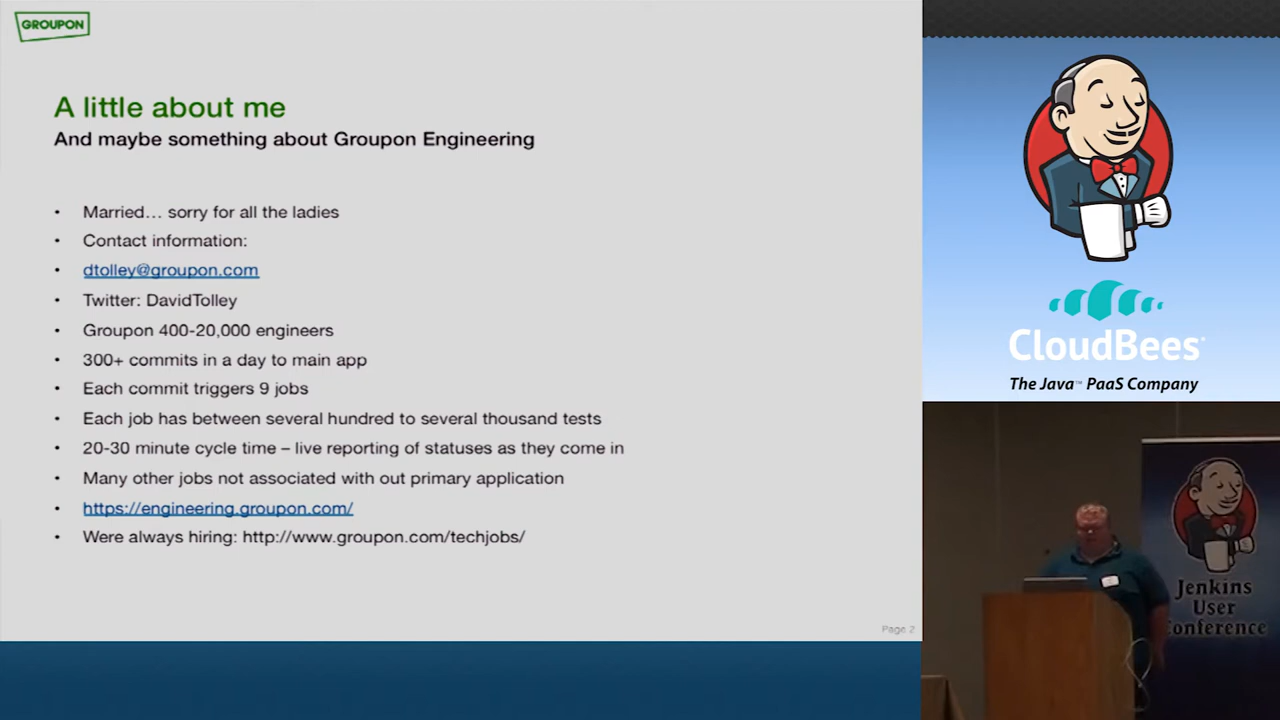 GROUPON
A little about me
And maybe something about Groupon Engineering
• Married... sorry for all the ladies
• Contact information:
• dtolley@groupon.com
• Twitter: DavidTolley
• Groupon 400-20,000 engineers
• 300+ commits in a day to main app
• Each commit triggers 9 jobs
• Each job has between several hundred to several thousand tests
• 20-30 minute cycle time – live reporting of statuses as they come in
• Many other jobs not associated with out primary application
• https://engineering.groupon.com/
• Were always hiring: http://www.groupon.com/techjobs/
Page 2
CloudBees
The Java™ PaaS Company
Jenkins
User
Conference